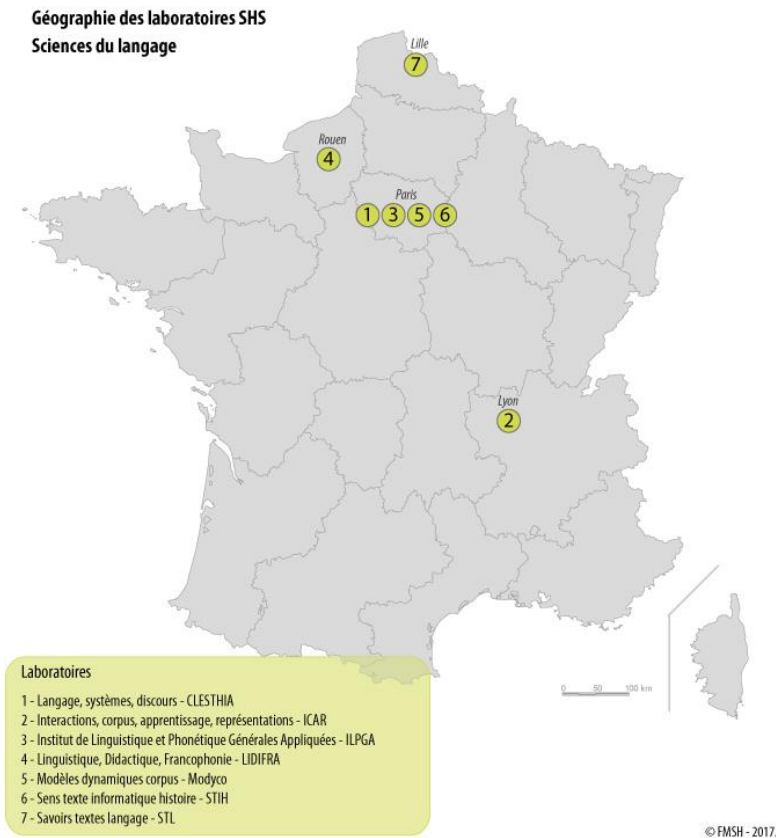 Géographie des laboratoires SHS
Sciences du langage
Lille
7
Rouen
4
Paris
1 3 5 6
Lyon
2
Laboratoires
1 - Langage, systèmes, discours - CLESTHIA
2 - Interactions, corpus, apprentissage, représentations - ICAR
3 - Institut de Linguistique et Phonétique Générales Appliquées - ILPGA
4 - Linguistique, Didactique, Francophonie - LIDIFRA
5 - Modèles dynamiques corpus - Modyco
6 - Sens texte informatique histoire - STIH
7 - Savoirs textes langage - STL
0 50 100 km
© FMSH - 2017.